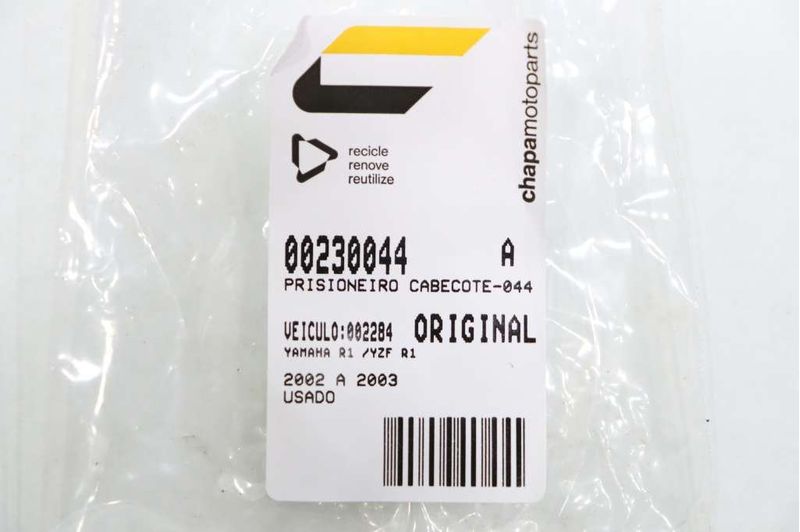 chapamotoparts
recicle
renove
reutilize
00230044 A
PRISIONEIRO CABECOTE-044
VEICULO:002284 ORIGINAL
YAMAHA R1 /YZF R1
2002 A 2003
USADO